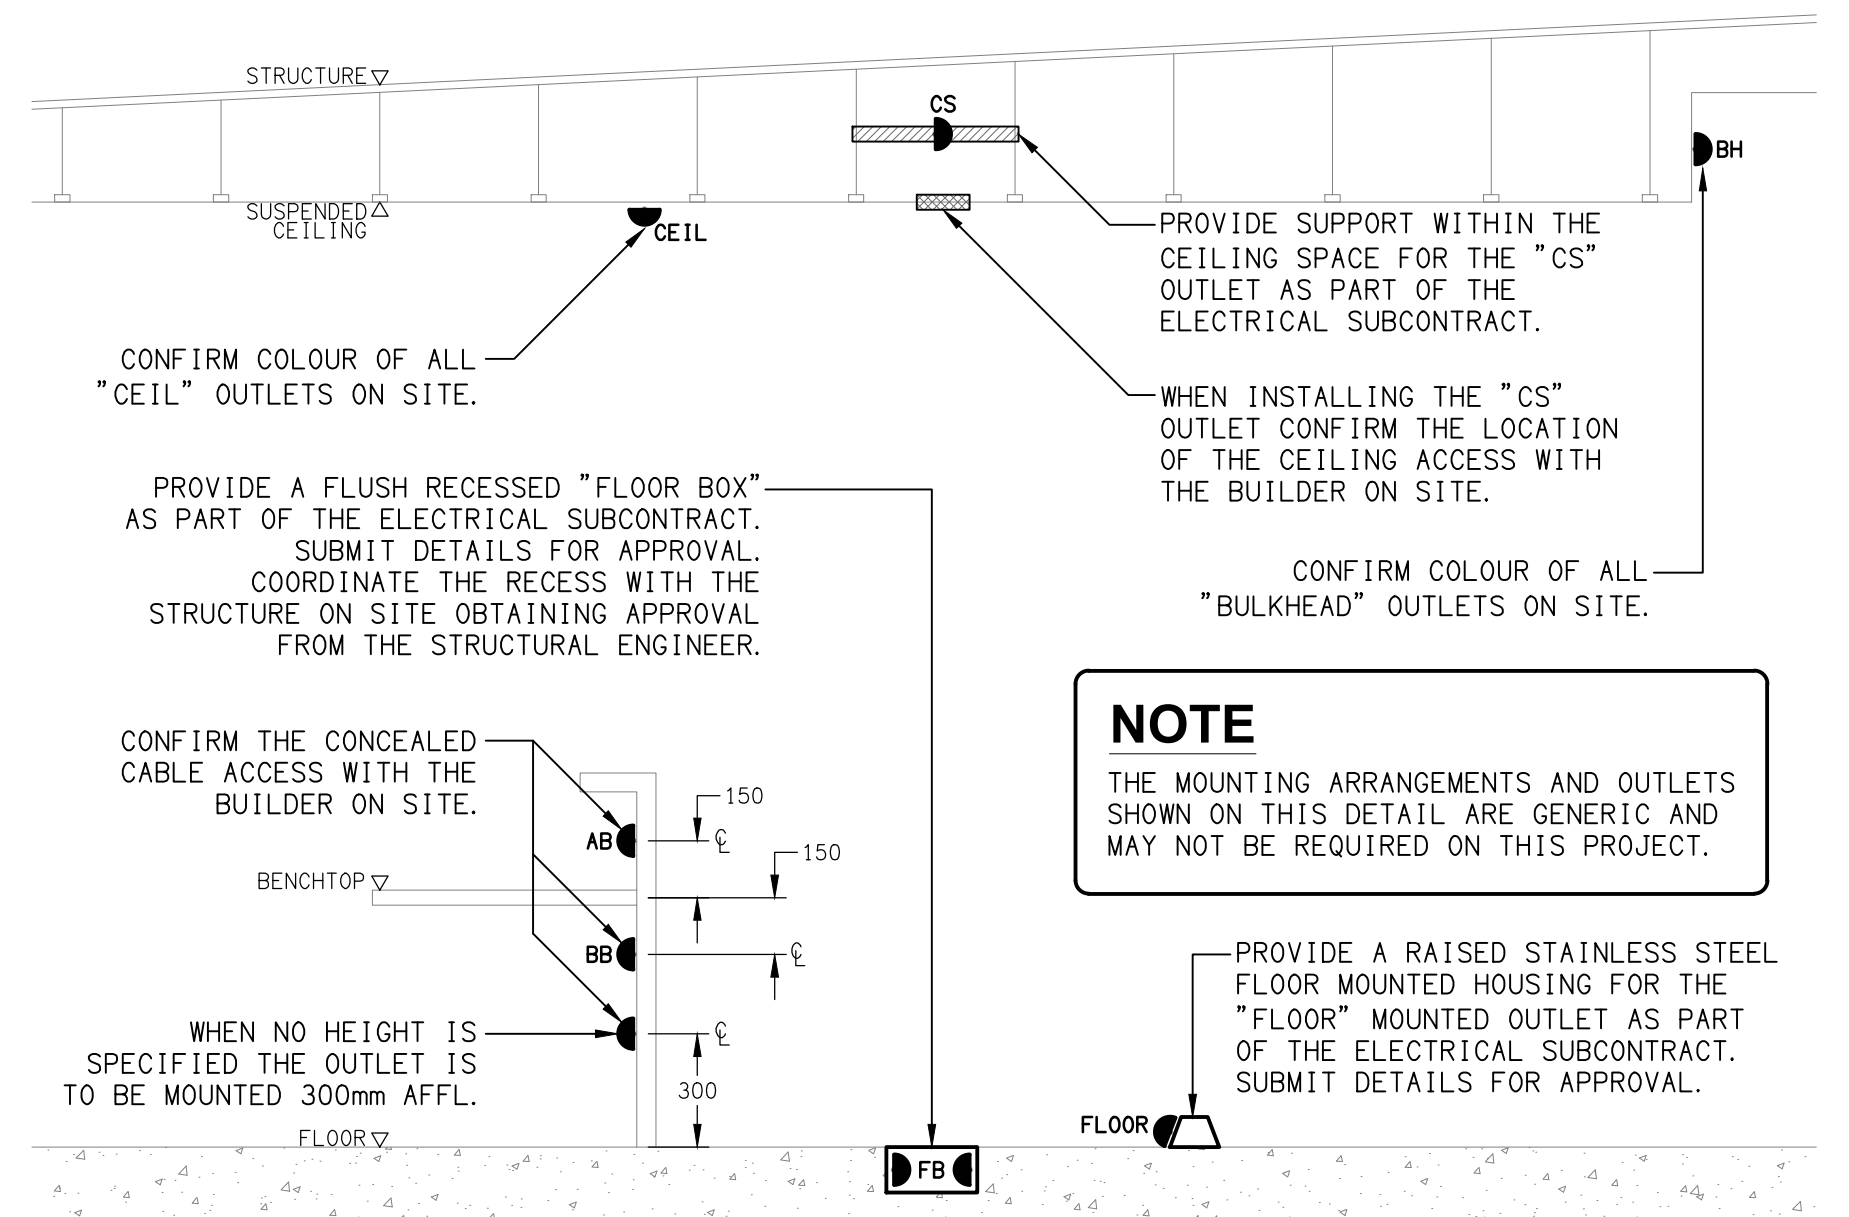 STRUCTURE
CS
BH
SUSPENDED
CEILING
CEIL
PROVIDE SUPPORT WITHIN THE
CEILING SPACE FOR THE "CS"
OUTLET AS PART OF THE
ELECTRICAL SUBCONTRACT.
CONFIRM COLOUR OF ALL
"CEIL" OUTLETS ON SITE.
WHEN INSTALLING THE "CS"
OUTLET CONFIRM THE LOCATION
OF THE CEILING ACCESS WITH
THE BUILDER ON SITE.
PROVIDE A FLUSH RECESSED "FLOOR BOX"
AS PART OF THE ELECTRICAL SUBCONTRACT.
SUBMIT DETAILS FOR APPROVAL.
COORDINATE THE RECESS WITH THE
STRUCTURE ON SITE OBTAINING APPROVAL
FROM THE STRUCTURAL ENGINEER.
CONFIRM COLOUR OF ALL
"BULKHEAD" OUTLETS ON SITE.
NOTE
THE MOUNTING ARRANGEMENTS AND OUTLETS
SHOWN ON THIS DETAIL ARE GENERIC AND
MAY NOT BE REQUIRED ON THIS PROJECT.
CONFIRM THE CONCEALED
CABLE ACCESS WITH THE
BUILDER ON SITE.
150
AB
℄
150
BENCHTOP
BB
℄
WHEN NO HEIGHT IS
SPECIFIED THE OUTLET IS
TO BE MOUNTED 300mm AFFL.
℄
300
FLOOR
PROVIDE A RAISED STAINLESS STEEL
FLOOR MOUNTED HOUSING FOR THE
"FLOOR" MOUNTED OUTLET AS PART
OF THE ELECTRICAL SUBCONTRACT.
SUBMIT DETAILS FOR APPROVAL.
FLOOR
FB